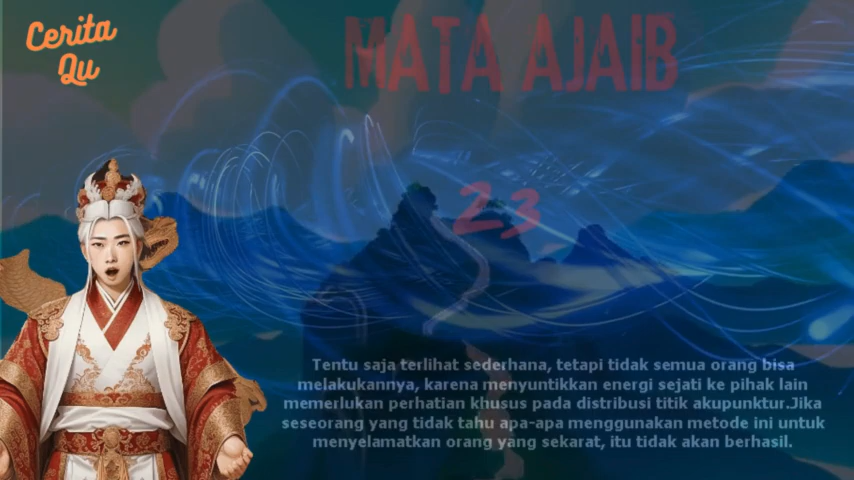 Cerita
Qu
MATA AJAIB
23
Tentu saja terlihat sederhana, tetapi tidak semua orang bisa
melakukannya, karena menyuntikkan energi sejati ke pihak lain
memerlukan perhatian khusus pada distribusi titik akupunktur.Jika
seseorang yang tidak tahu apa-apa menggunakan metode ini untuk
menyelamatkan orang yang sekarat, itu tidak akan berhasil.